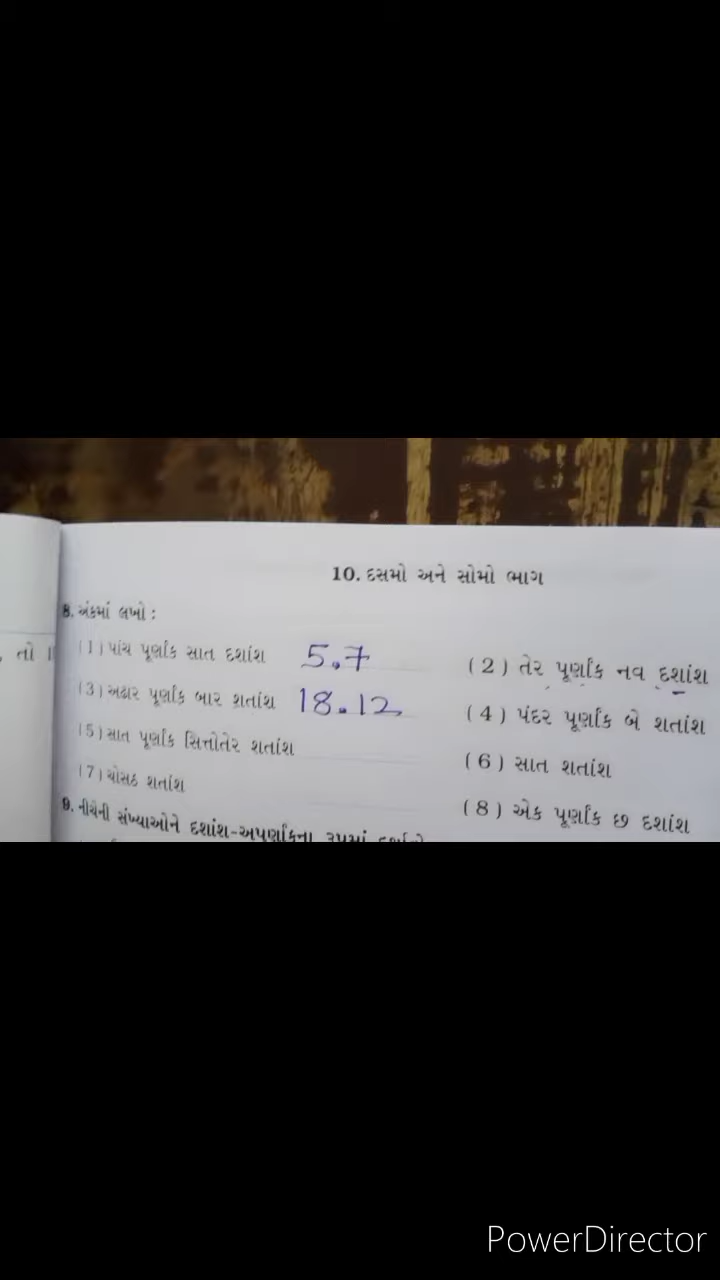 10. દસમો અને સોમો ભાગ
8. અંકમાં લખો :
, તો
(1) પાંચ પૂર્ણાંક સાત દશાંશ 5.7
(2) તેર પૂર્ણાંક નવ દશાંશ
(3) અઢાર પૂર્ણાંક બાર શતાંશ 18.12
(4) પંદર પૂર્ણાંક બે શતાંશ
(5) સાત પૂર્ણાંક સિત્તોતેર શતાંશ
(6) સાત શતાંશ
(7) ચોસઠ શતાંશ
(8) એક પૂર્ણાંક છ દશાંશ
9. નીચેની સંખ્યાઓને દશાંશ-અપૂર્ણાંકના રૂપમાં
PowerDirector